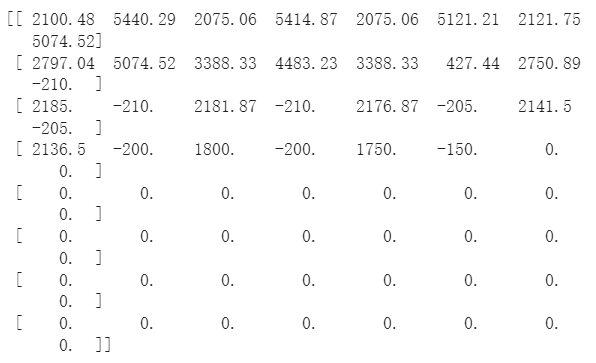 [[ 2100.48 5440.29 2075.06 5414.87 2075.06 5121.21 2121.75
5074.52]
[ 2797.04 5074.52 3388.33 4483.23 3388.33 427.44 2750.89
-210. ]
[ 2185. -210. 2181.87 -210. 2176.87 -205. 2141.5
-205. ]
[ 2136.5 -200. 1800. -200. 1750. -150. 0.
0. ]
[ 0. 0. 0. 0. 0. 0. 0.
0. ]
[ 0. 0. 0. 0. 0. 0. 0.
0. ]
[ 0. 0. 0. 0. 0. 0. 0.
0. ]
[ 0. 0. 0. 0. 0. 0. 0.
0. ]]